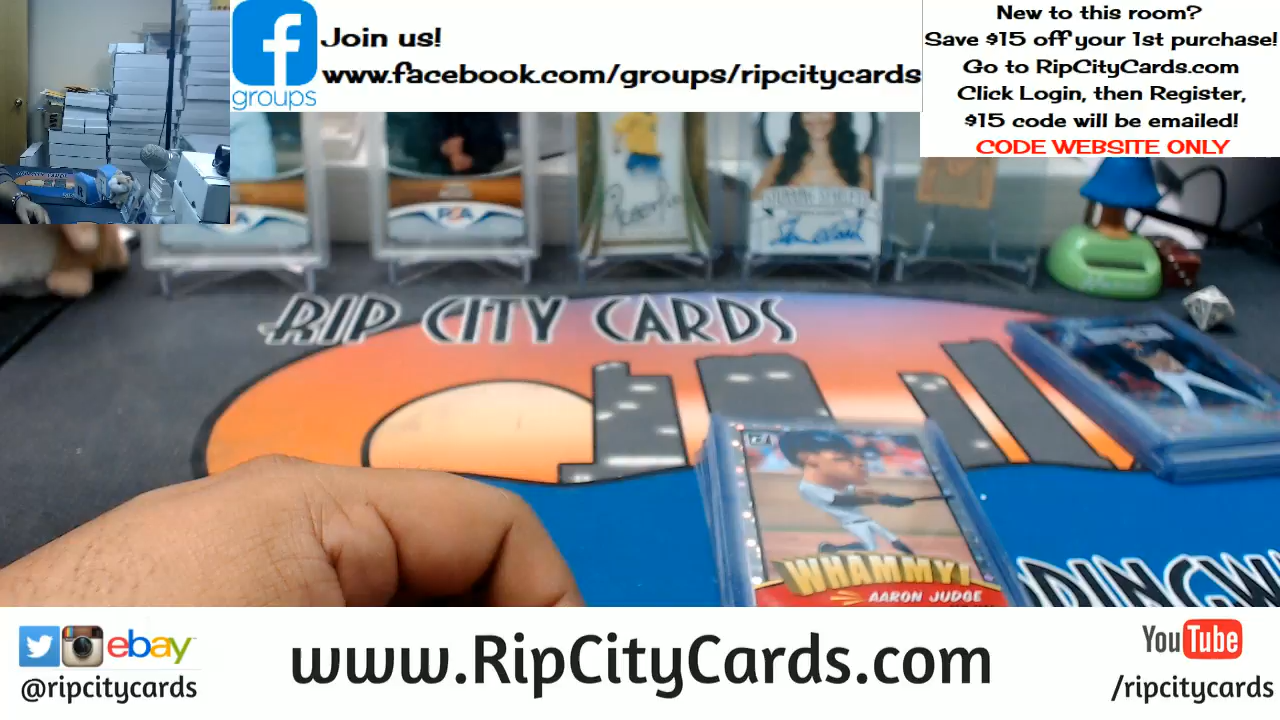 f
groups
Join us!
www.facebook.com/groups/ripcitycards
New to this room?
Save $15 off your 1st purchase!
Go to RipCityCards.com
Click Login, then Register,
$15 code will be emailed!
CODE WEBSITE ONLY
PSA
RIP CITY CARDS
WHAMMY!
AARON JUDGE
ebay
@ripcitycards
www.RipCityCards.com
YouTube
/ripcitycards